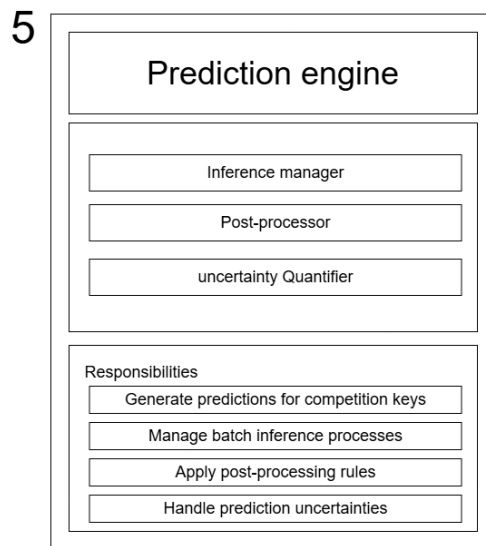 5
Prediction engine
Inference manager
Post-processor
uncertainty Quantifier
Responsibilities
Generate predictions for competition keys
Manage batch inference processes
Apply post-processing rules
Handle prediction uncertainties